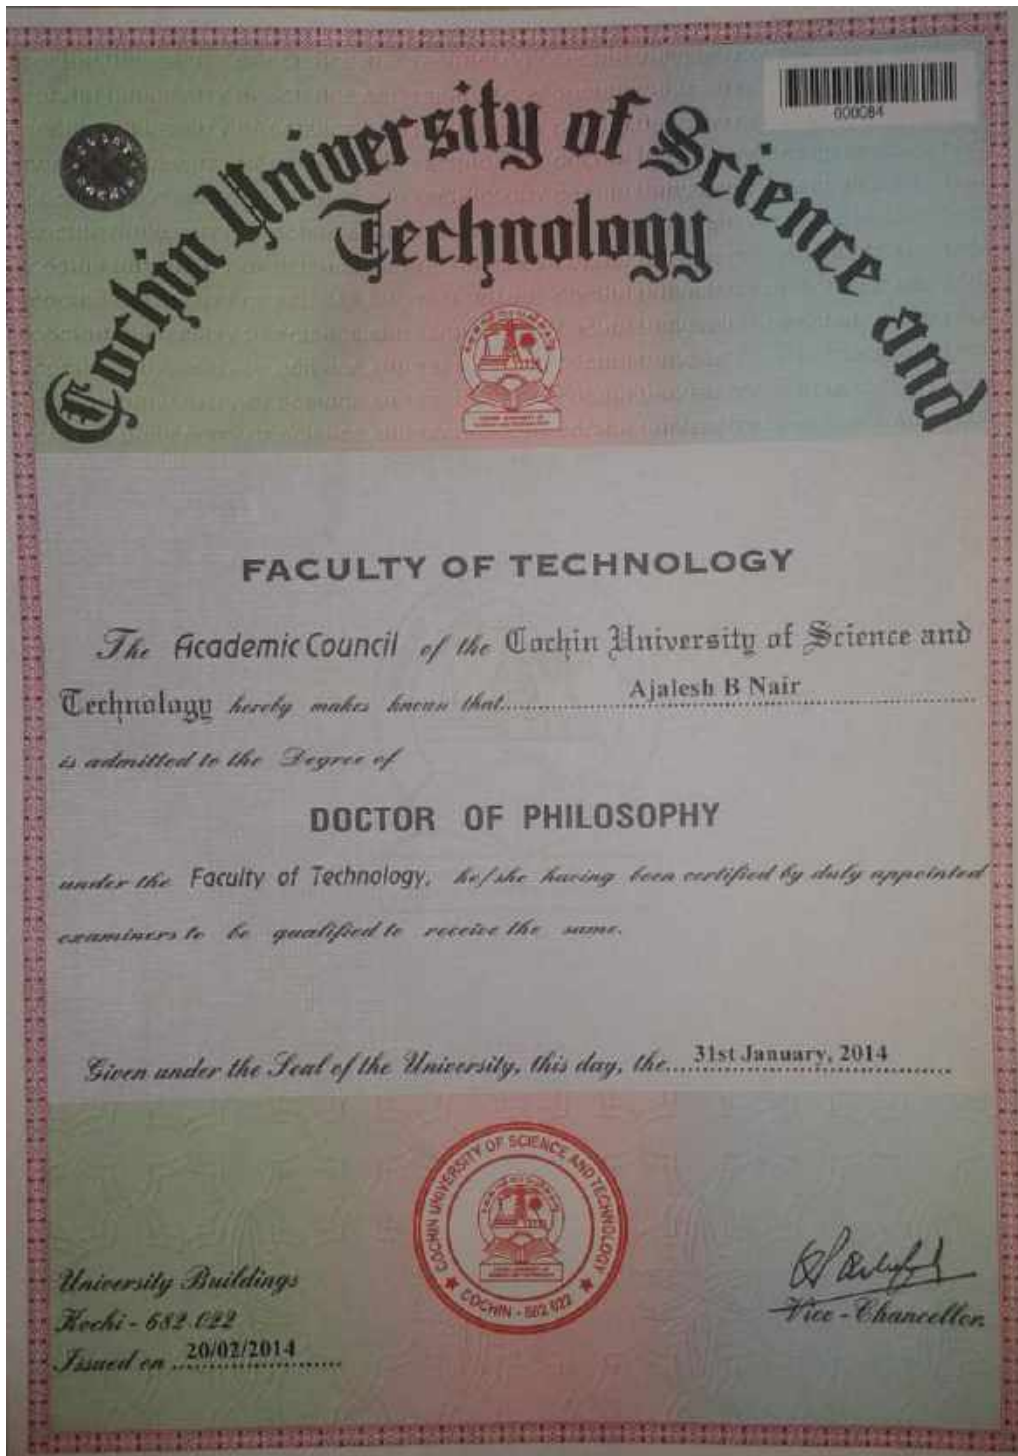 Cochin University of Science and
Technology
000084
FACULTY OF TECHNOLOGY
The Academic Council of the Cochin University of Science and
Technology hereby makes known that............Ajalesh B Nair............
is admitted to the Degree of
DOCTOR OF PHILOSOPHY
under the Faculty of Technology, he/she having been certified by duly appointed
examiners to be qualified to receive the same.
Given under the Seal of the University, this day, the....31st January, 2014............
COCHIN UNIVERSITY OF SCIENCE AND TECHNOLOGY
COCHIN - 682 022
University Buildings
Kochi - 682 022
Issued on ..20/02/2014......
Vice-Chancellor.